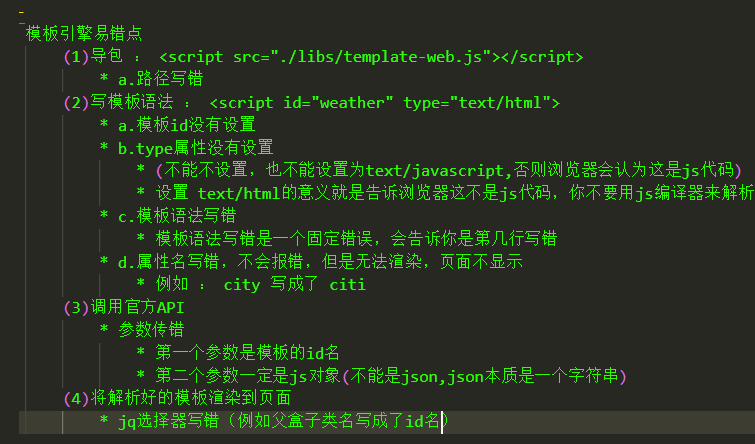 模板引擎易错点
(1)导包 ： <script src="./libs/template-web.js"></script>
* a.路径写错
(2)写模板语法 ： <script id="weather" type="text/html">
* a.模板id没有设置
* b.type属性没有设置
* (不能不设置，也不能设置为text/javascript,否则浏览器会认为这是js代码)
* 设置 text/html的意义就是告诉浏览器这不是js代码，你不要用js编译器来解析
* c.模板语法写错
* 模板语法写错是一个固定错误，会告诉你是第几行写错
* d.属性名写错，不会报错，但是无法渲染，页面不显示
* 例如 ： city 写成了 citi
(3)调用官方API
* 参数传错
* 第一个参数是模板的id名
* 第二个参数一定是js对象(不能是json,json本质是一个字符串)
(4)将解析好的模板渲染到页面
* jq选择器写错（例如父盒子类名写成了id名）